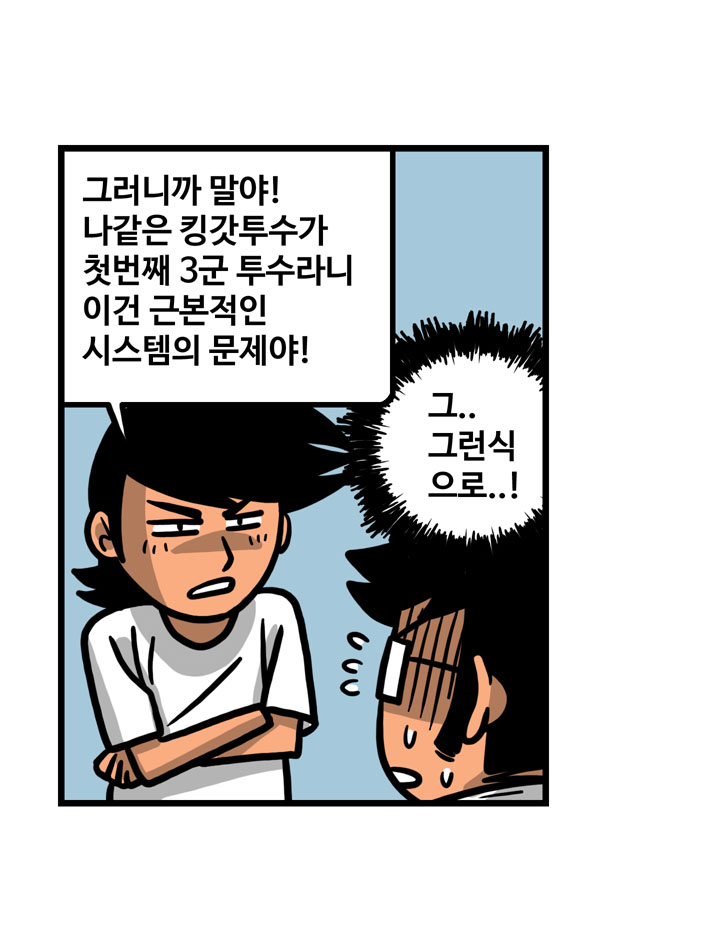 그러니까 말야!
나같은 킹갓투수가
첫번째 3군 투수라니
이건 근본적인
시스템의 문제야!
그..
그런식
으로..!